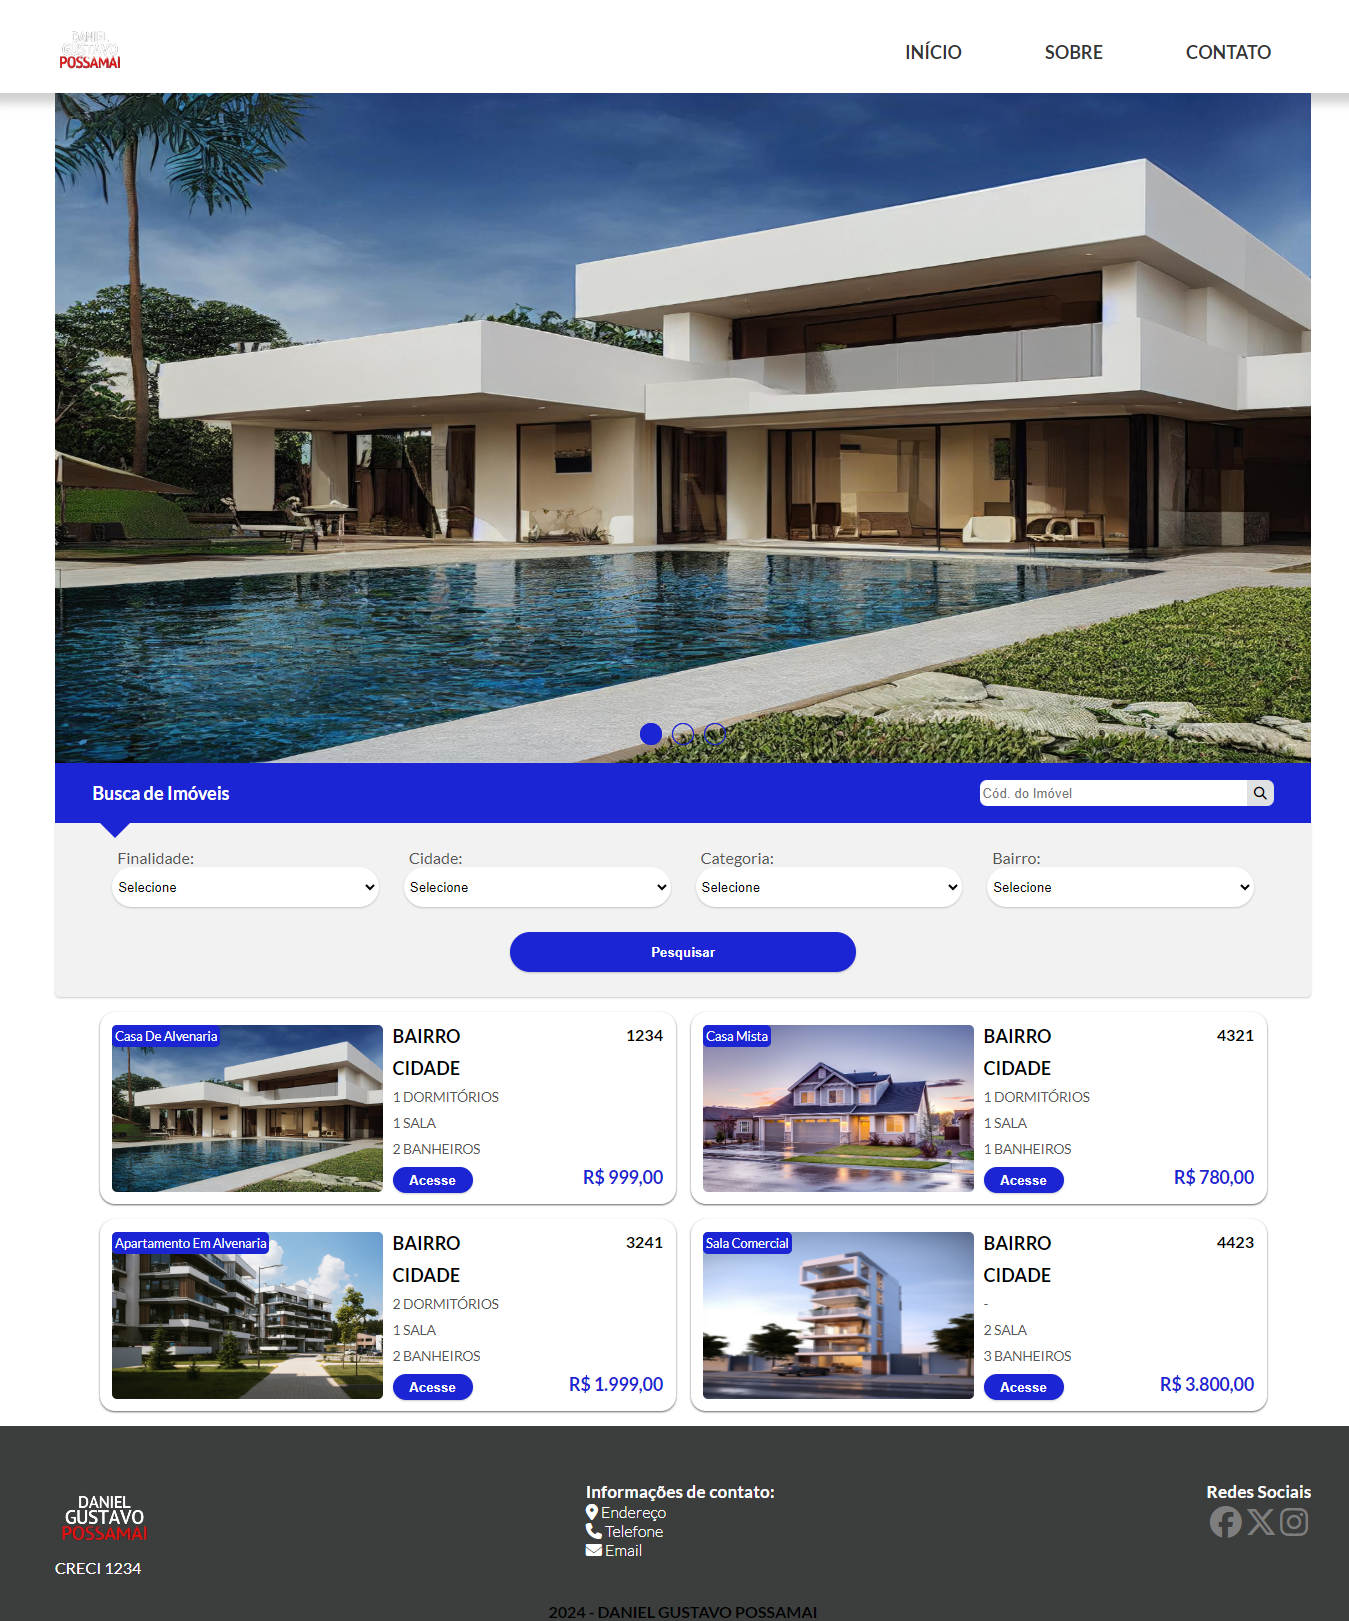 DANIEL
GUSTAVO
POSSAMAI
INÍCIO
SOBRE
CONTATO
Busca de Imóveis
Cód. do Imóvel
Finalidade:
Cidade:
Categoria:
Bairro:
Selecione
Selecione
Selecione
Selecione
Pesquisar
Casa De Alvenaria
BAIRRO
1234
CIDADE
1 DORMITÓRIOS
1 SALA
2 BANHEIROS
Acesse
R$ 999,00
Casa Mista
BAIRRO
4321
CIDADE
1 DORMITÓRIOS
1 SALA
1 BANHEIROS
Acesse
R$ 780,00
Apartamento Em Alvenaria
BAIRRO
3241
CIDADE
2 DORMITÓRIOS
1 SALA
2 BANHEIROS
Acesse
R$ 1.999,00
Sala Comercial
BAIRRO
4423
CIDADE
-
2 SALA
3 BANHEIROS
Acesse
R$ 3.800,00
DANIEL
GUSTAVO
POSSAMAI
CRECI 1234
Informações de contato:
Endereço
Telefone
Email
Redes Sociais
2024 - DANIEL GUSTAVO POSSAMAI